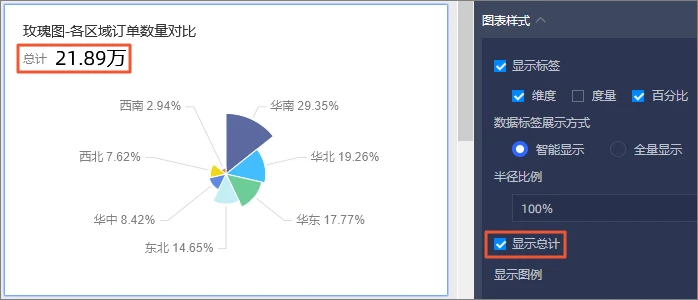 玫瑰图-各区域订单数量对比
总计 21.89万
西南 2.94%
华南 29.35%
西北 7.62%
华北 19.26%
华中 8.42%
华东 17.77%
东北 14.65%
图表样式
显示标签
维度 度量 百分比
数据标签展示方式
智能显示 全量显示
半径比例
100%
显示总计
显示图例